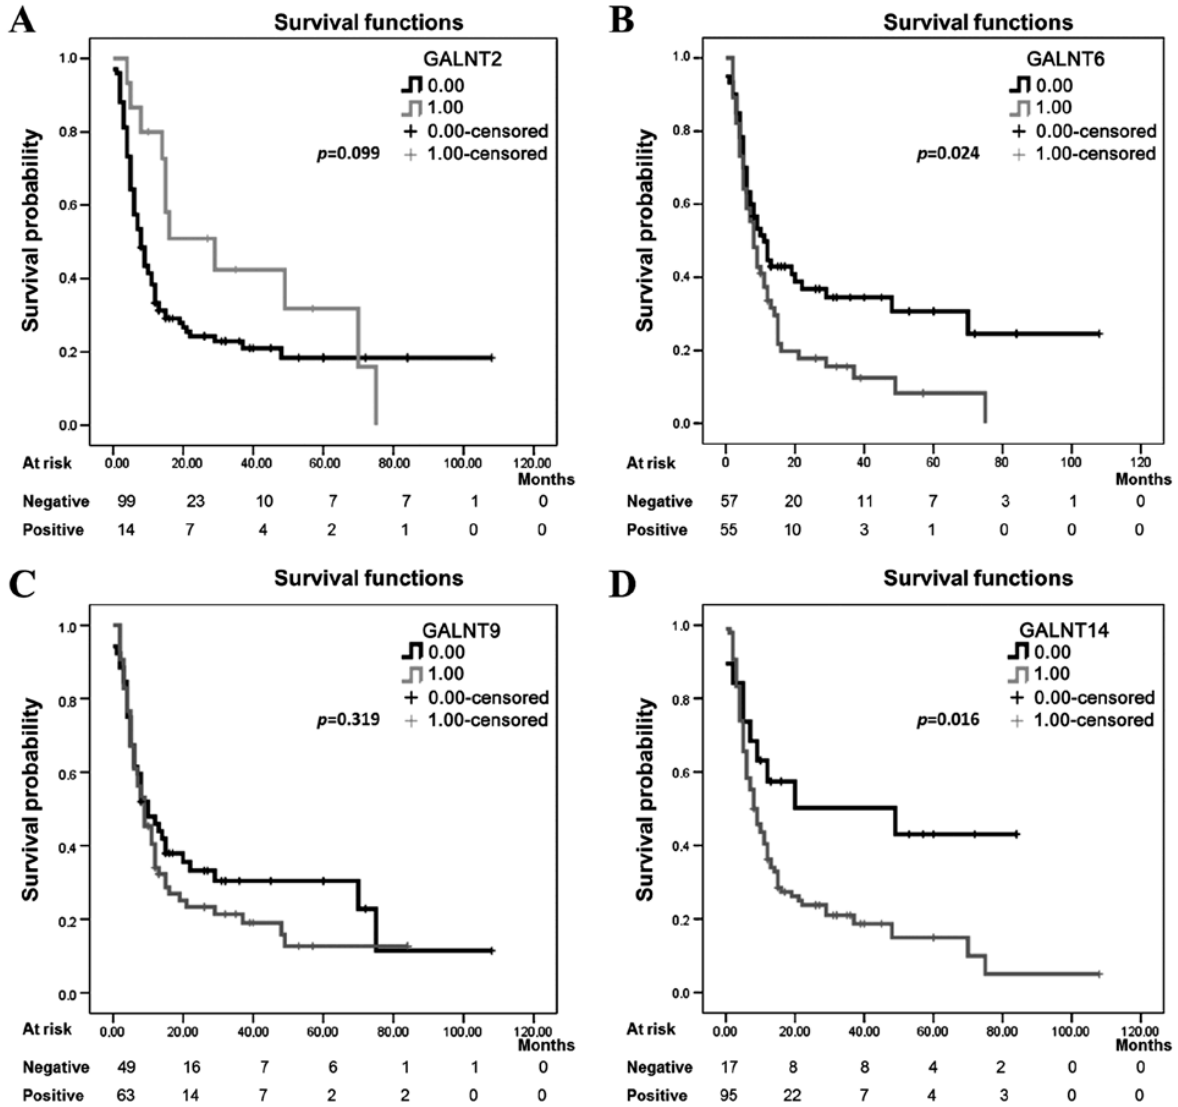 A
Survival functions
GALNT2
0.00
1.00
0.00-censored
1.00-censored
p=0.099
Survival probability
1.0
0.8
0.6
0.4
0.2
0.0
0.00 20.00 40.00 60.00 80.00 100.00 120.00
At risk
Months
Negative 99 23 10 7 7 1 0
Positive 14 7 4 2 1 0 0
B
Survival functions
GALNT6
0.00
1.00
0.00-censored
1.00-censored
p=0.024
Survival probability
1.0
0.8
0.6
0.4
0.2
0.0
0 20 40 60 80 100 120
At risk
Months
Negative 57 20 11 7 3 1 0
Positive 55 10 3 1 0 0 0
C
Survival functions
GALNT9
0.00
1.00
0.00-censored
1.00-censored
p=0.319
Survival probability
1.0
0.8
0.6
0.4
0.2
0.0
0.00 20.00 40.00 60.00 80.00 100.00 120.00
At risk
Months
Negative 49 16 7 6 1 1 0
Positive 63 14 7 2 2 0 0
D
Survival functions
GALNT14
0.00
1.00
0.00-censored
1.00-censored
p=0.016
Survival probability
1.0
0.8
0.6
0.4
0.2
0.0
0.00 20.00 40.00 60.00 80.00 100.00 120.00
At risk
Months
Negative 17 8 8 4 2 0 0
Positive 95 22 7 4 3 0 0